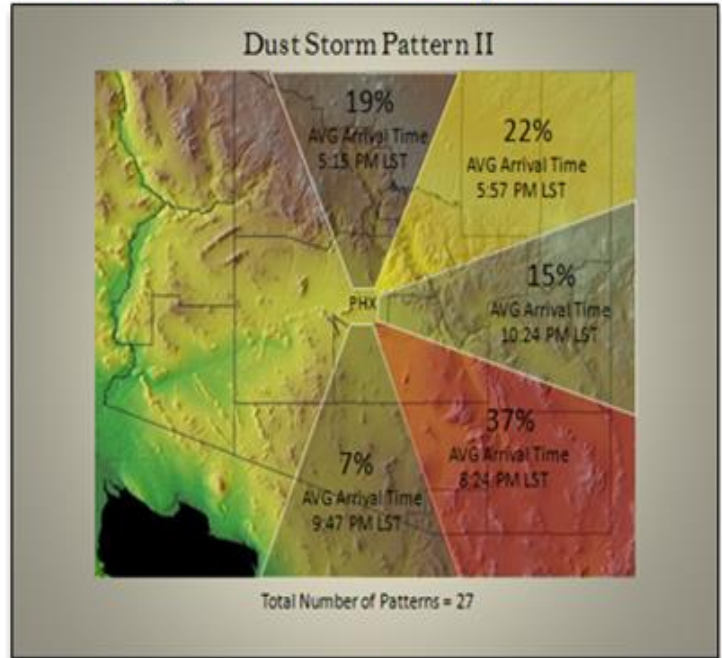 Dust Storm Pattern II
19%
AVG Arrival Time
5:15 PM LST
22%
AVG Arrival Time
5:57 PM LST
15%
AVG Arrival Time
10:24 PM LST
PHX
37%
AVG Arrival Time
8:24 PM LST
7%
AVG Arrival Time
9:47 PM LST
Total Number of Patterns = 27